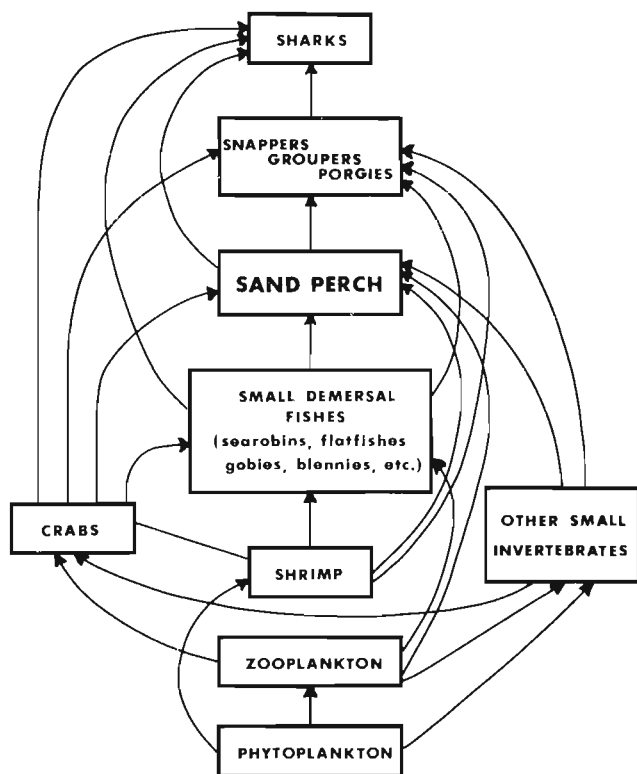 SHARKS
SNAPPERS
GROUPERS
PORGIES
SAND PERCH
SMALL DEMERSAL
FISHES
(searobins, flatfishes
gobies, blennies, etc.)
CRABS
OTHER SMALL
INVERTEBRATES
SHRIMP
ZOOPLANKTON
PHYTOPLANKTON